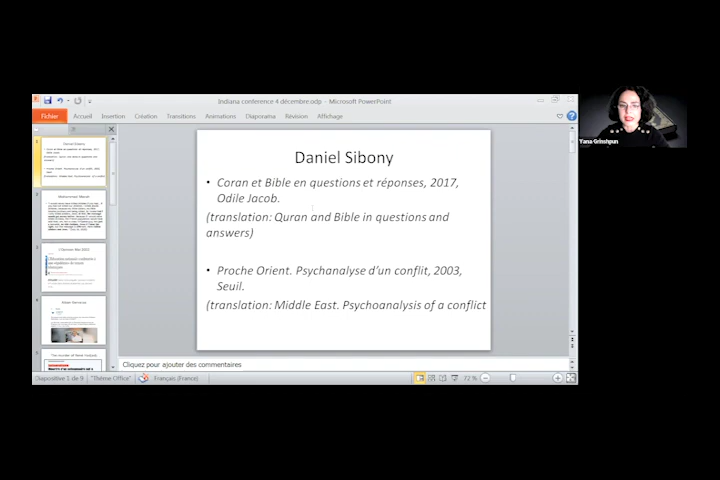 Indiana conference 4 décembre.odp - Microsoft PowerPoint
Fichier Accueil Insertion Création Transitions Animations Diaporama Révision Affichage
Yana Grinshpun
Daniel Sibony
• Coran et Bible en questions et réponses, 2017,
Odile Jacob.
(translation: Quran and Bible in questions and
answers)
• Proche Orient. Psychanalyse d'un conflit, 2003,
Seuil.
(translation: Middle East. Psychoanalysis of a conflict
Cliquez pour ajouter des commentaires
Diapositive 1 de 9 "Thème Office" Français (France) 72 %